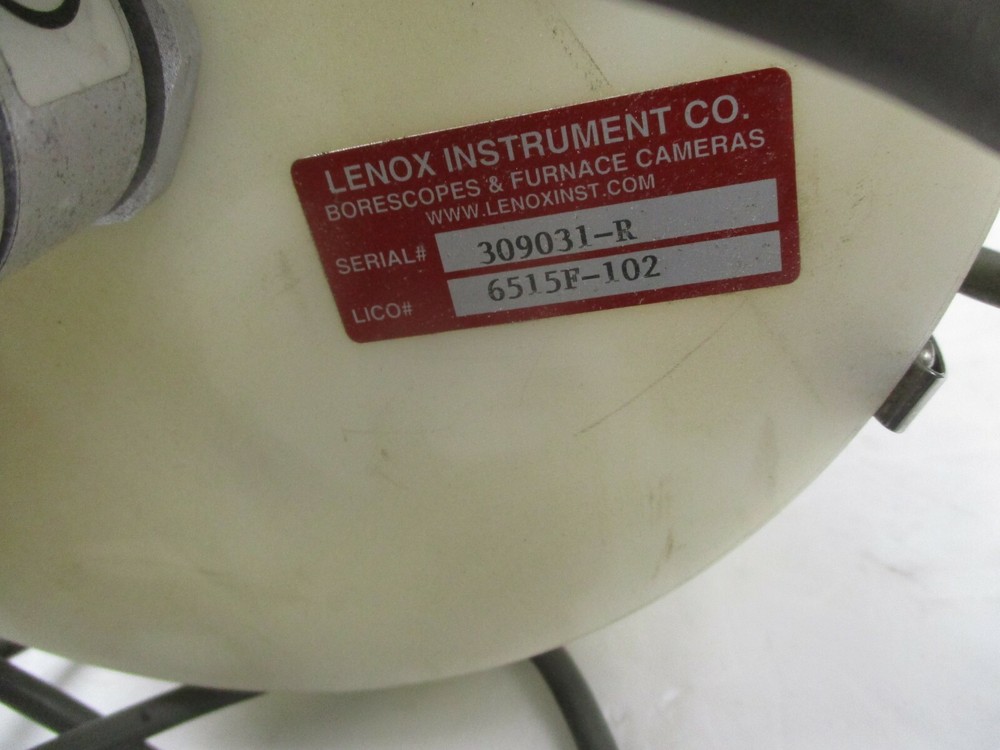 LENOX INSTRUMENT CO.
BORESCOPES & FURNACE CAMERAS
WWW.LENOXINST.COM
SERIAL# 309031-R
LICO# 6515F-102